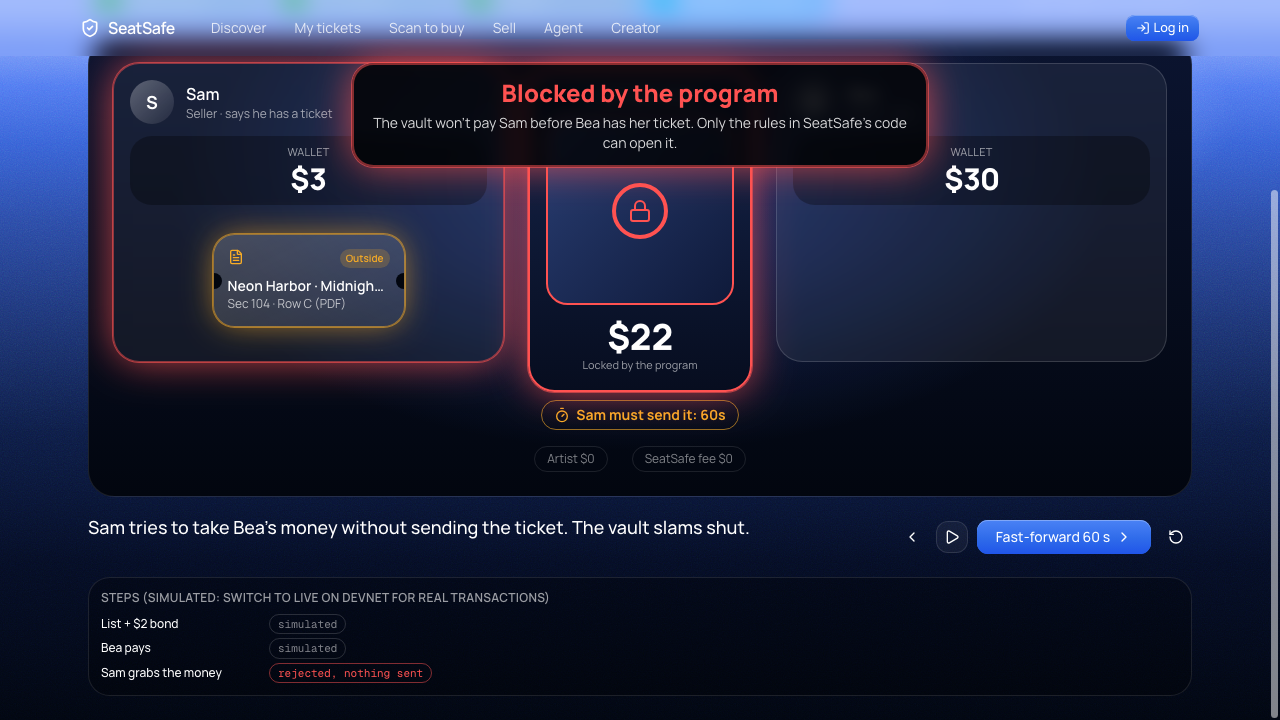 SeatSafe
Discover
My tickets
Scan to buy
Sell
Agent
Creator
Log in
S
Sam
Seller · says he has a ticket
Blocked by the program
The vault won't pay Sam before Bea has her ticket. Only the rules in SeatSafe's code
can open it.
WALLET
$3
WALLET
$30
Outside
Neon Harbor · Midnigh…
Sec 104 · Row C (PDF)
$22
Locked by the program
Sam must send it: 60s
Artist $0
SeatSafe fee $0
Sam tries to take Bea's money without sending the ticket. The vault slams shut.
Fast-forward 60 s
STEPS (SIMULATED: SWITCH TO LIVE ON DEVNET FOR REAL TRANSACTIONS)
List + $2 bond
simulated
Bea pays
simulated
Sam grabs the money
rejected, nothing sent